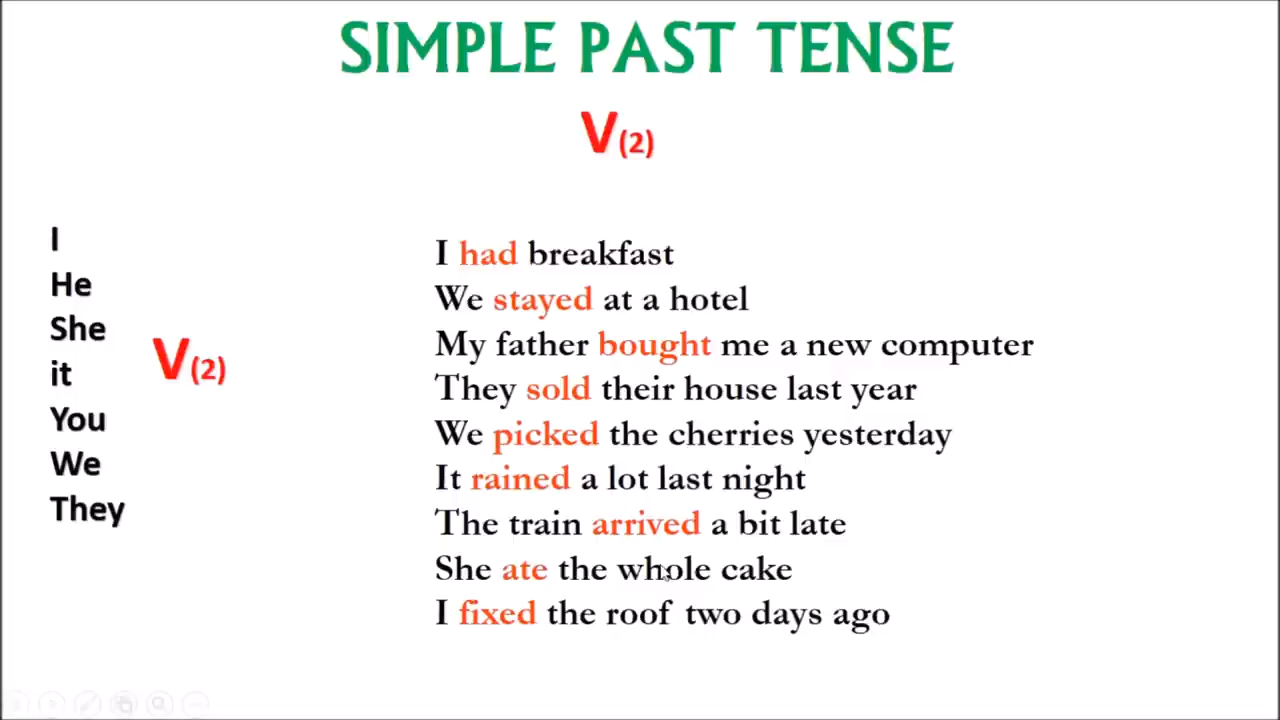 SIMPLE PAST TENSE
V(2)
I
He
She
it
You
We
They
V(2)
I had breakfast
We stayed at a hotel
My father bought me a new computer
They sold their house last year
We picked the cherries yesterday
It rained a lot last night
The train arrived a bit late
She ate the whole cake
I fixed the roof two days ago